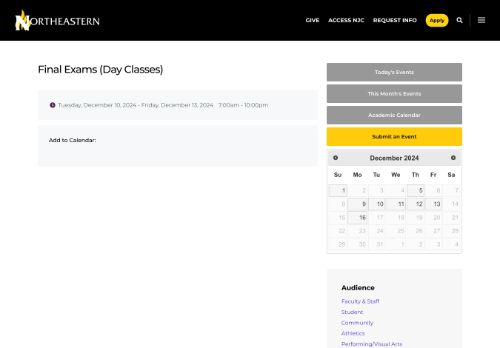 NORTHEASTERN
GIVE ACCESS NJC REQUEST INFO Apply
Final Exams (Day Classes)
Tuesday, December 10, 2024 - Friday, December 13, 2024 7:00am - 10:00pm
Add to Calendar:
Today's Events
This Month's Events
Academic Calendar
Submit an Event
December 2024
Su Mo Tu We Th Fr Sa
1 2 3 4 5 6 7
8 9 10 11 12 13 14
15 16 17 18 19 20 21
22 23 24 25 26 27 28
29 30 31 1 2 3 4
Audience
Faculty & Staff
Student
Community
Athletics
Performing/Visual Arts